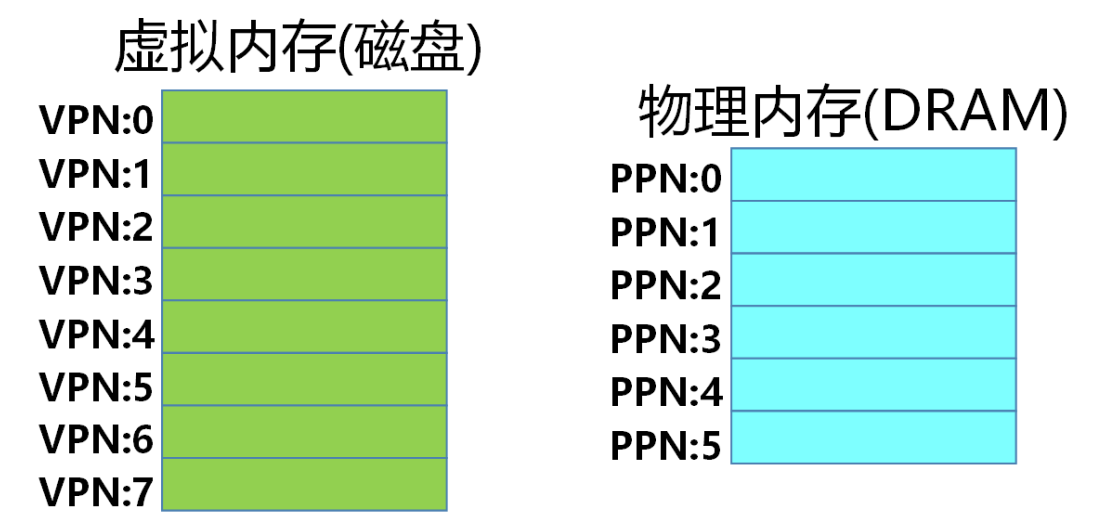 虚拟内存(磁盘)
VPN:0
VPN:1
VPN:2
VPN:3
VPN:4
VPN:5
VPN:6
VPN:7
物理内存(DRAM)
PPN:0
PPN:1
PPN:2
PPN:3
PPN:4
PPN:5